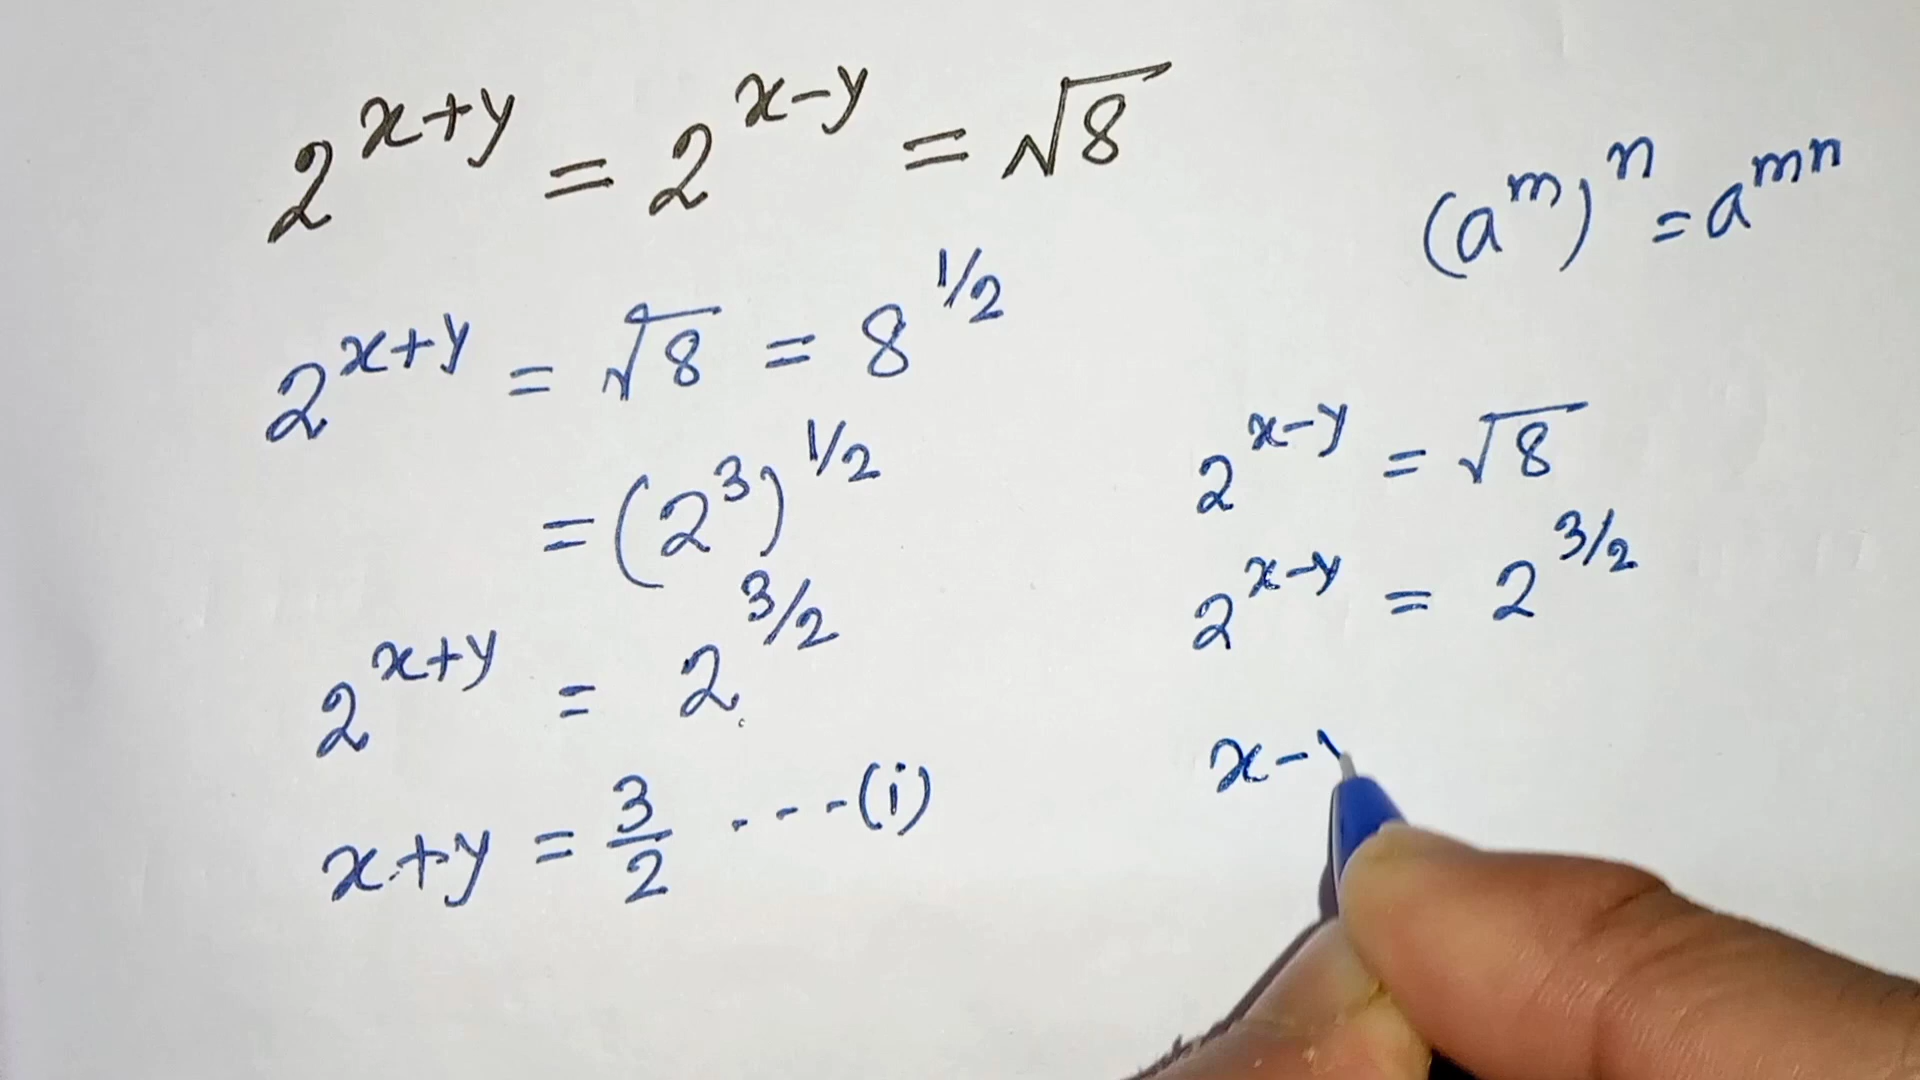 2^{x+y} = 2^{x-y} = √8
(a^m)^n = a^{mn}
2^{x+y} = √8 = 8^{1/2}
= (2^3)^{1/2}
2^{x+y} = 2^{3/2}
x+y = 3/2 ---(i)
2^{x-y} = √8
2^{x-y} = 2^{3/2}
x-